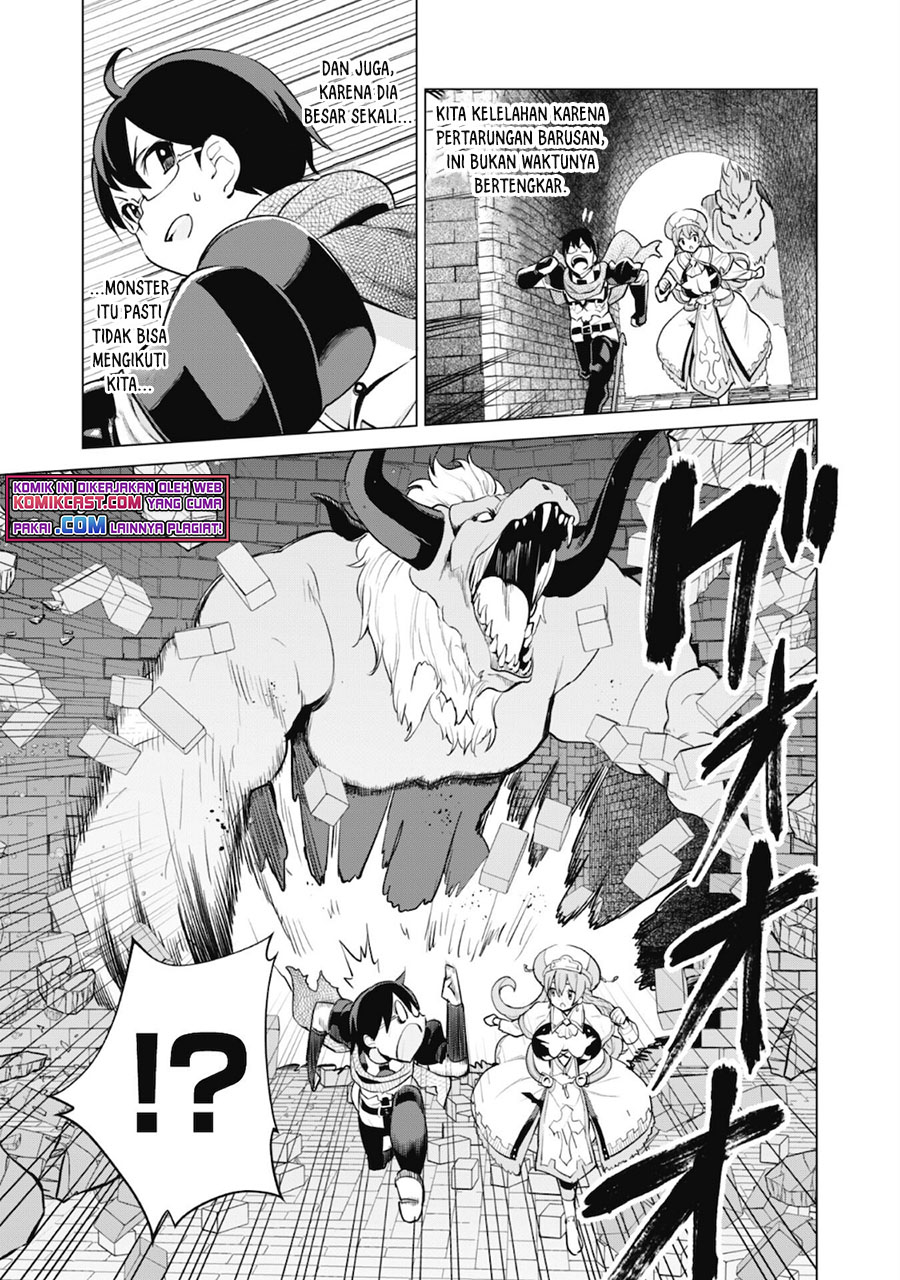 KITA KELELAHAN KARENA
PERTARUNGAN BARUSAN,
INI BUKAN WAKTUNYA
BERTENGKAR.
DAN JUGA,
KARENA DIA
BESAR SEKALI...
...MONSTER
ITU PASTI
TIDAK BISA
MENGIKUTI
KITA...
KOMIK INI DIKERJAKAN OLEH WEB
KOMIKCAST.COM YANG CUMA
PAKAI .COM LAINNYA PLAGIAT!
グオオオ
!?